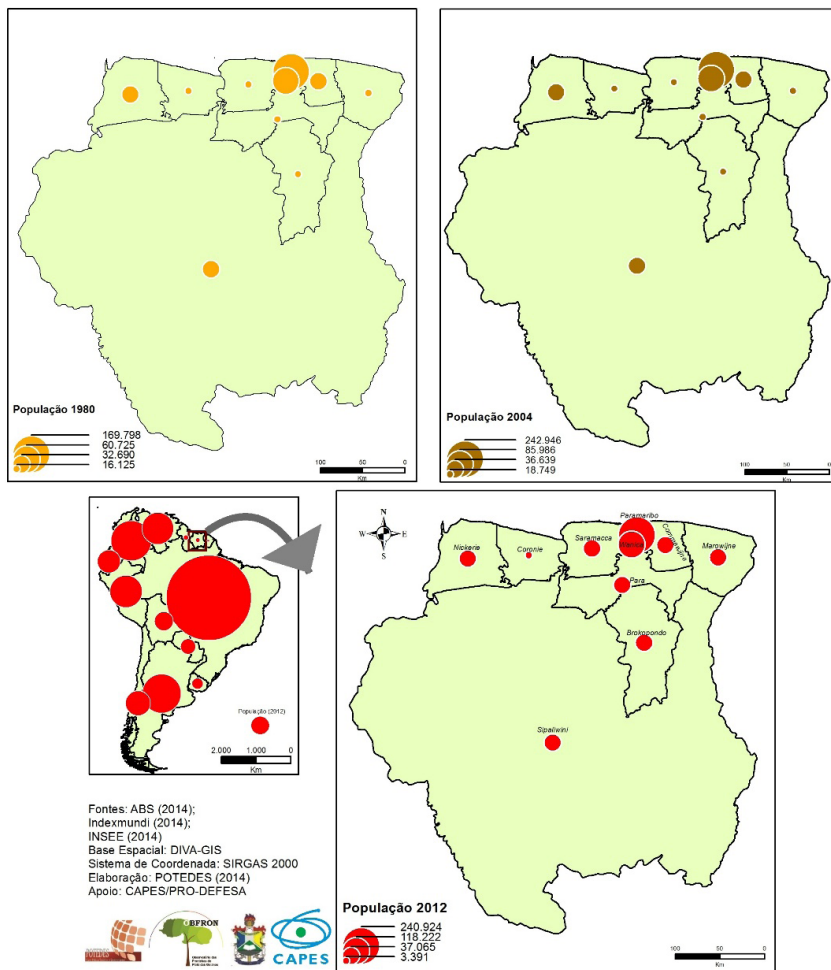 População 1980
169.798
60.725
32.690
16.125
100
0
Km
População 2004
242.946
85.986
36.639
18.749
100
50
0
Km
População (2012)
2.000
1.000
0
Km
N
W
S
Paramaribo
Nickerie
Coronie
Saramacca
Wanica
Commewijne
Marowijne
Para
Brokopondo
Sipaliwini
População 2012
240.924
118.222
37.065
3.391
100
50
0
Km
Fontes: ABS (2014);
Indexmundi (2014);
INSEE (2014)
Base Espacial: DIVA-GIS
Sistema de Coordenada: SIRGAS 2000
Elaboração: POTEDES (2014)
Apoio: CAPES/PRO-DEFESA
BFRON
CAPES